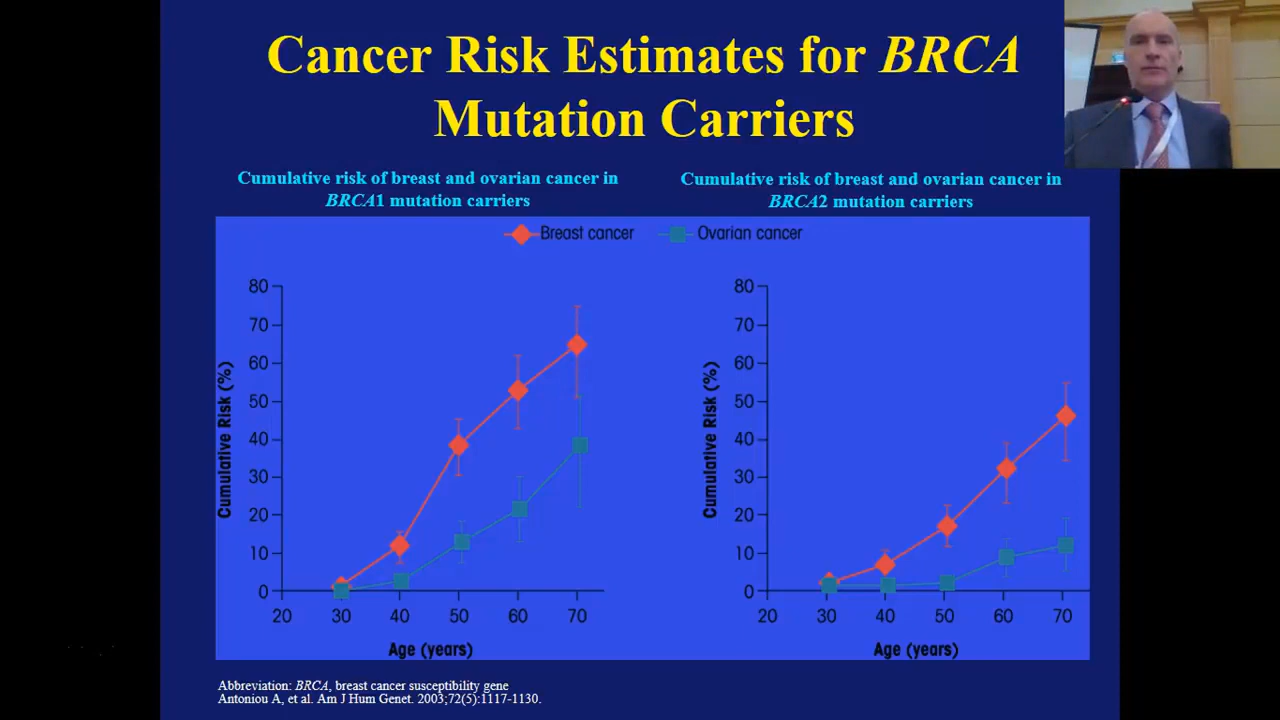 Cancer Risk Estimates for BRCA
Mutation Carriers
Cumulative risk of breast and ovarian cancer in
BRCA1 mutation carriers
Cumulative risk of breast and ovarian cancer in
BRCA2 mutation carriers
Breast cancer
Ovarian cancer
80
70
60
50
40
30
20
10
0
Cumulative Risk (%)
20 30 40 50 60 70
Age (years)
80
70
60
50
40
30
20
10
0
Cumulative Risk (%)
20 30 40 50 60 70
Age (years)
Abbreviation: BRCA, breast cancer susceptibility gene
Antoniou A, et al. Am J Hum Genet. 2003;72(5):1117-1130.